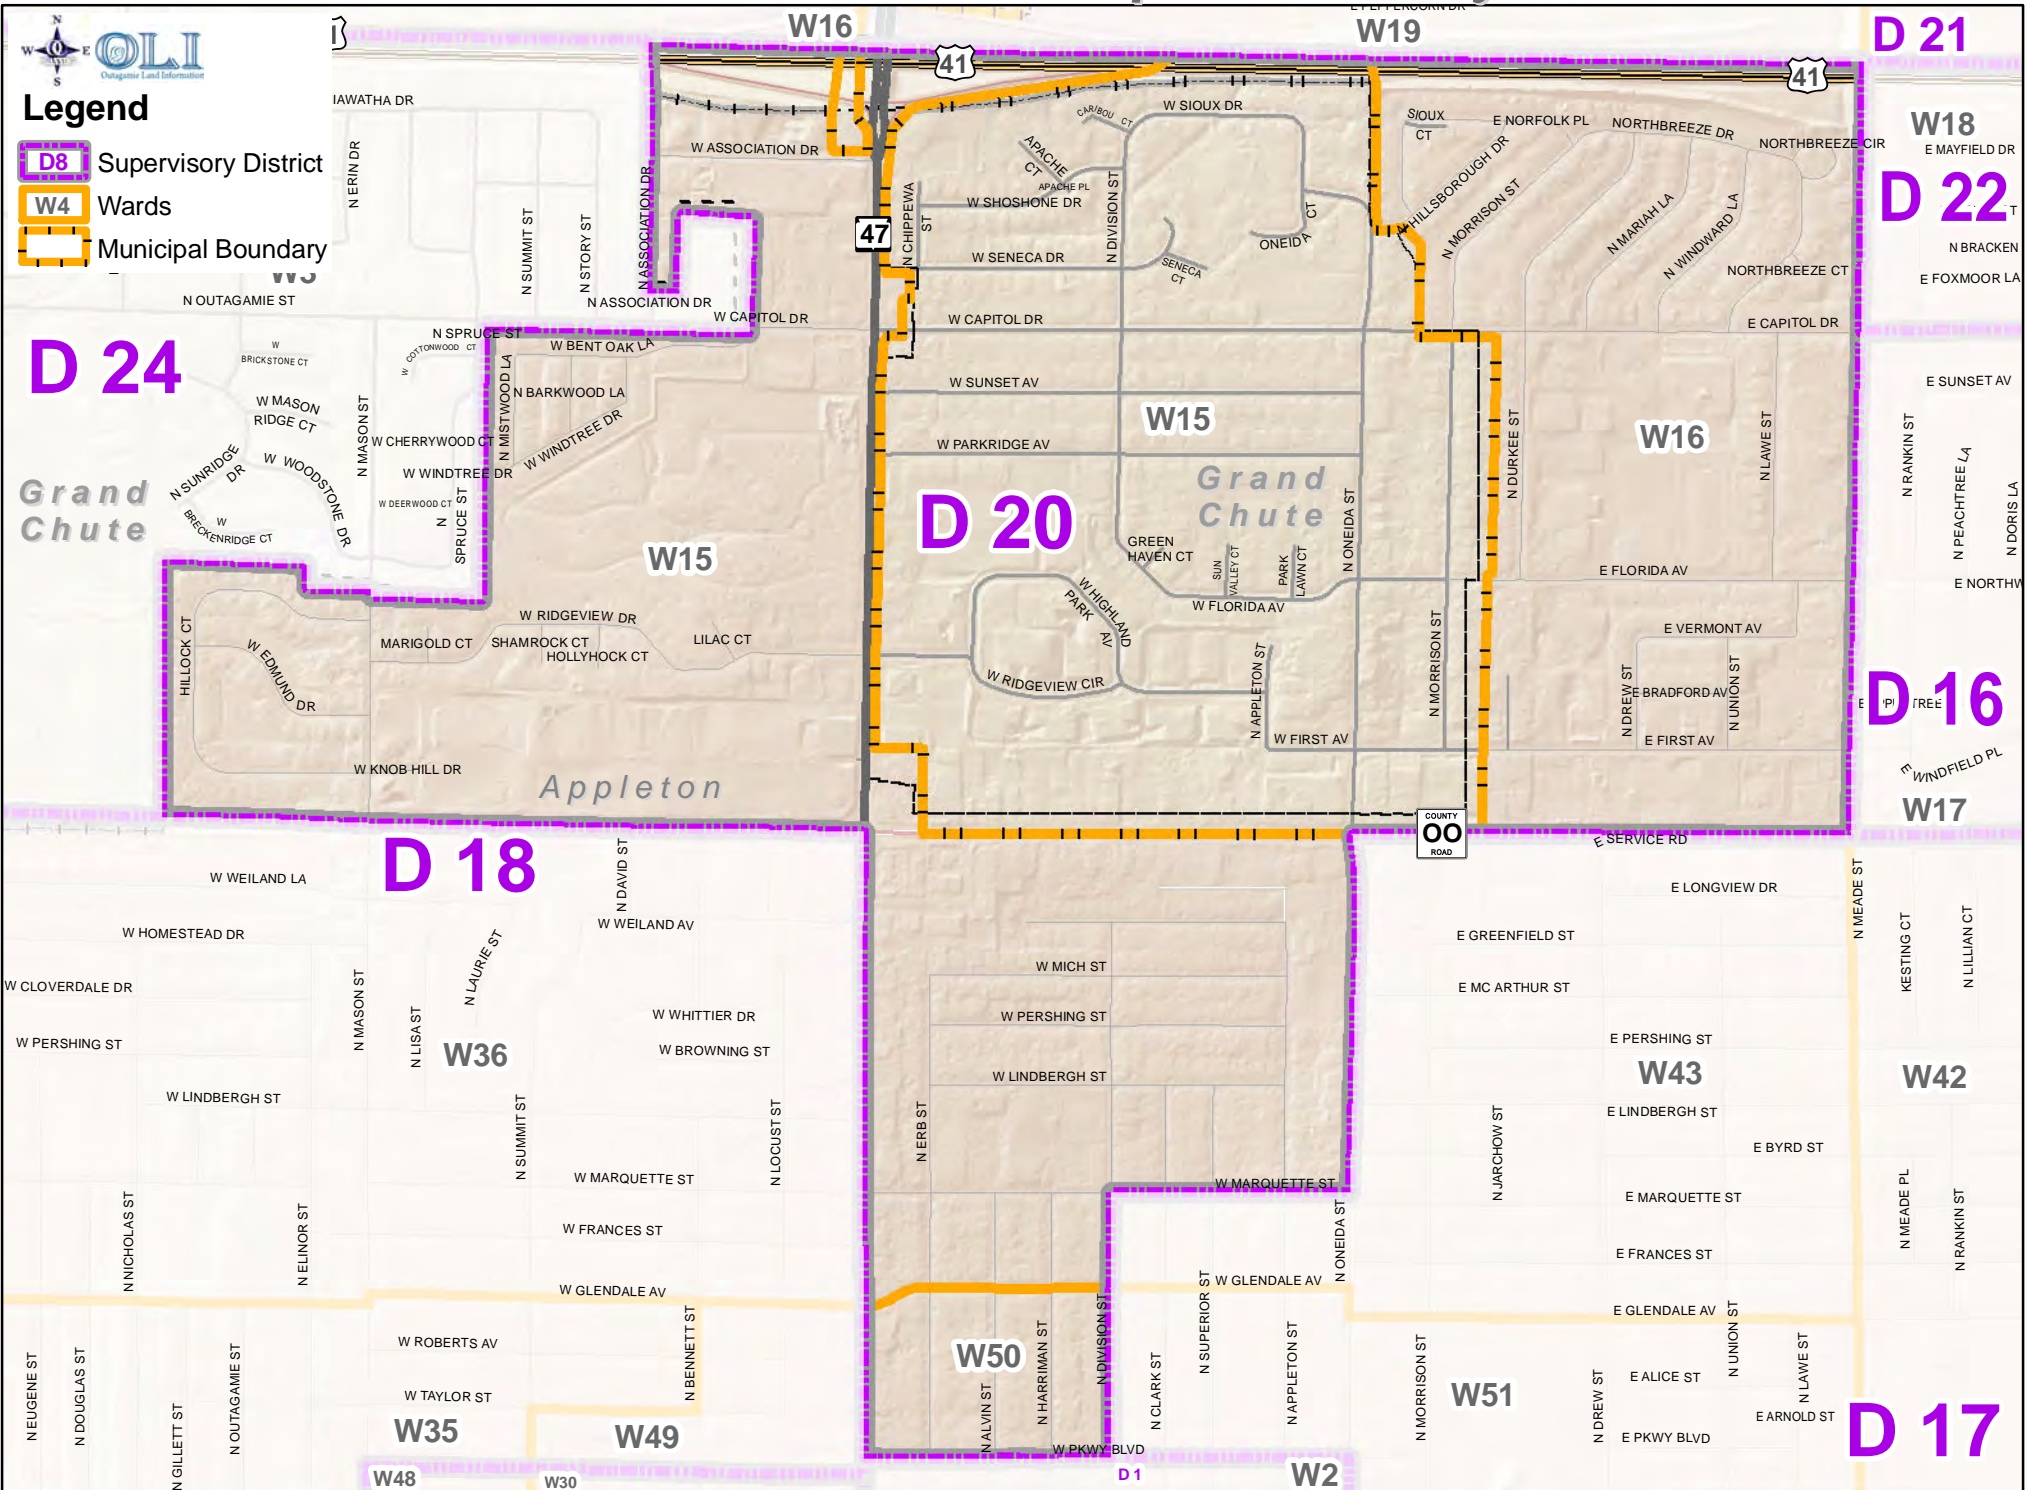 E PEPPERCORN DR
W16
W19
D 21
N
W
E
S
OLI
Outagamie Land Information
41
41
Legend
D8 Supervisory District
W4 Wards
Municipal Boundary
W3
W SIOUX DR
CARIBOU CT
SIOUX CT
E NORFOLK PL
NORTHBREEZE DR
NORTHBREEZE CIR
W18
E MAYFIELD DR
D 22
N BRACKEN
E FOXMOOR LA
N ERIN DR
W ASSOCIATION DR
N ASSOCIATION DR
APACHE CT
APACHE PL
W SHOSHONE DR
N CHIPPEWA ST
N DIVISION ST
N HILLSBOROUGH DR
N MORRISON ST
N MARIAH LA
N WINDWARD LA
NORTHBREEZE CT
47
N SUMMIT ST
N STORY ST
ONEIDA CT
W SENECA DR
SENECA CT
N OUTAGAMIE ST
N ASSOCIATION DR
W CAPITOL DR
W CAPITOL DR
E CAPITOL DR
N SPRUCE ST
W BENT OAK LA
W BRICKSTONE CT
W COTTONWOOD CT
D 24
N MISTWOOD LA
N BARKWOOD LA
W SUNSET AV
E SUNSET AV
W MASON RIDGE CT
N MASON ST
W CHERRYWOOD CT
W WINDTREE DR
W WINDTREE DR
W15
W16
W PARKRIDGE AV
N DURKEE ST
N LAWE ST
N RANKIN ST
N PEACHTREE LA
N DORIS LA
N SUNRIDGE DR
W WOODSTONE DR
W DEERWOOD CT
N SPRUCE ST
W BRECKENRIDGE CT
Grand
Chute
Grand
Chute
D 20
W15
GREEN HAVEN CT
SUN VALLEY CT
PARK LAWN CT
N ONEIDA ST
E FLORIDA AV
W FLORIDA AV
W HIGHLAND PARK AV
W RIDGEVIEW DR
MARIGOLD CT
SHAMROCK CT
HOLLYHOCK CT
LILAC CT
HILLOCK CT
W EDMUND DR
W RIDGEVIEW CIR
N APPLETON ST
N MORRISON ST
E VERMONT AV
N DREW ST
E BRADFORD AV
N UNION ST
D 16
W FIRST AV
E FIRST AV
E WINDFIELD PL
W KNOB HILL DR
Appleton
W17
COUNTY
OO
ROAD
E SERVICE RD
D 18
W WEILAND LA
N DAVID ST
E LONGVIEW DR
W WEILAND AV
W HOMESTEAD DR
N LAURIE ST
E GREENFIELD ST
N MEADE ST
KESTING CT
N LILLIAN CT
W MICH ST
W CLOVERDALE DR
E MC ARTHUR ST
N MASON ST
N LISA ST
W WHITTIER DR
W PERSHING ST
W PERSHING ST
E PERSHING ST
W36
W BROWNING ST
W43
W42
W LINDBERGH ST
W LINDBERGH ST
E LINDBERGH ST
N SUMMIT ST
N LOCUST ST
N ERB ST
N JARCHOW ST
E BYRD ST
W MARQUETTE ST
W MARQUETTE ST
E MARQUETTE ST
N NICHOLAS ST
N ELINOR ST
W FRANCES ST
N ONEIDA ST
E FRANCES ST
N MEADE PL
N RANKIN ST
W GLENDALE AV
W GLENDALE AV
E GLENDALE AV
N EUGENE ST
N DOUGLAS ST
N OUTAGAMIE ST
W ROBERTS AV
N BENNETT ST
W50
N HARRIMAN ST
N DIVISION ST
N CLARK ST
N SUPERIOR ST
N APPLETON ST
N MORRISON ST
N UNION ST
N LAWE ST
E ALICE ST
W TAYLOR ST
N ALVIN ST
W51
N DREW ST
E ARNOLD ST
N GILLETT ST
W35
W49
E PKWY BLVD
W PKWY BLVD
D 17
W48
W30
D 1
W2